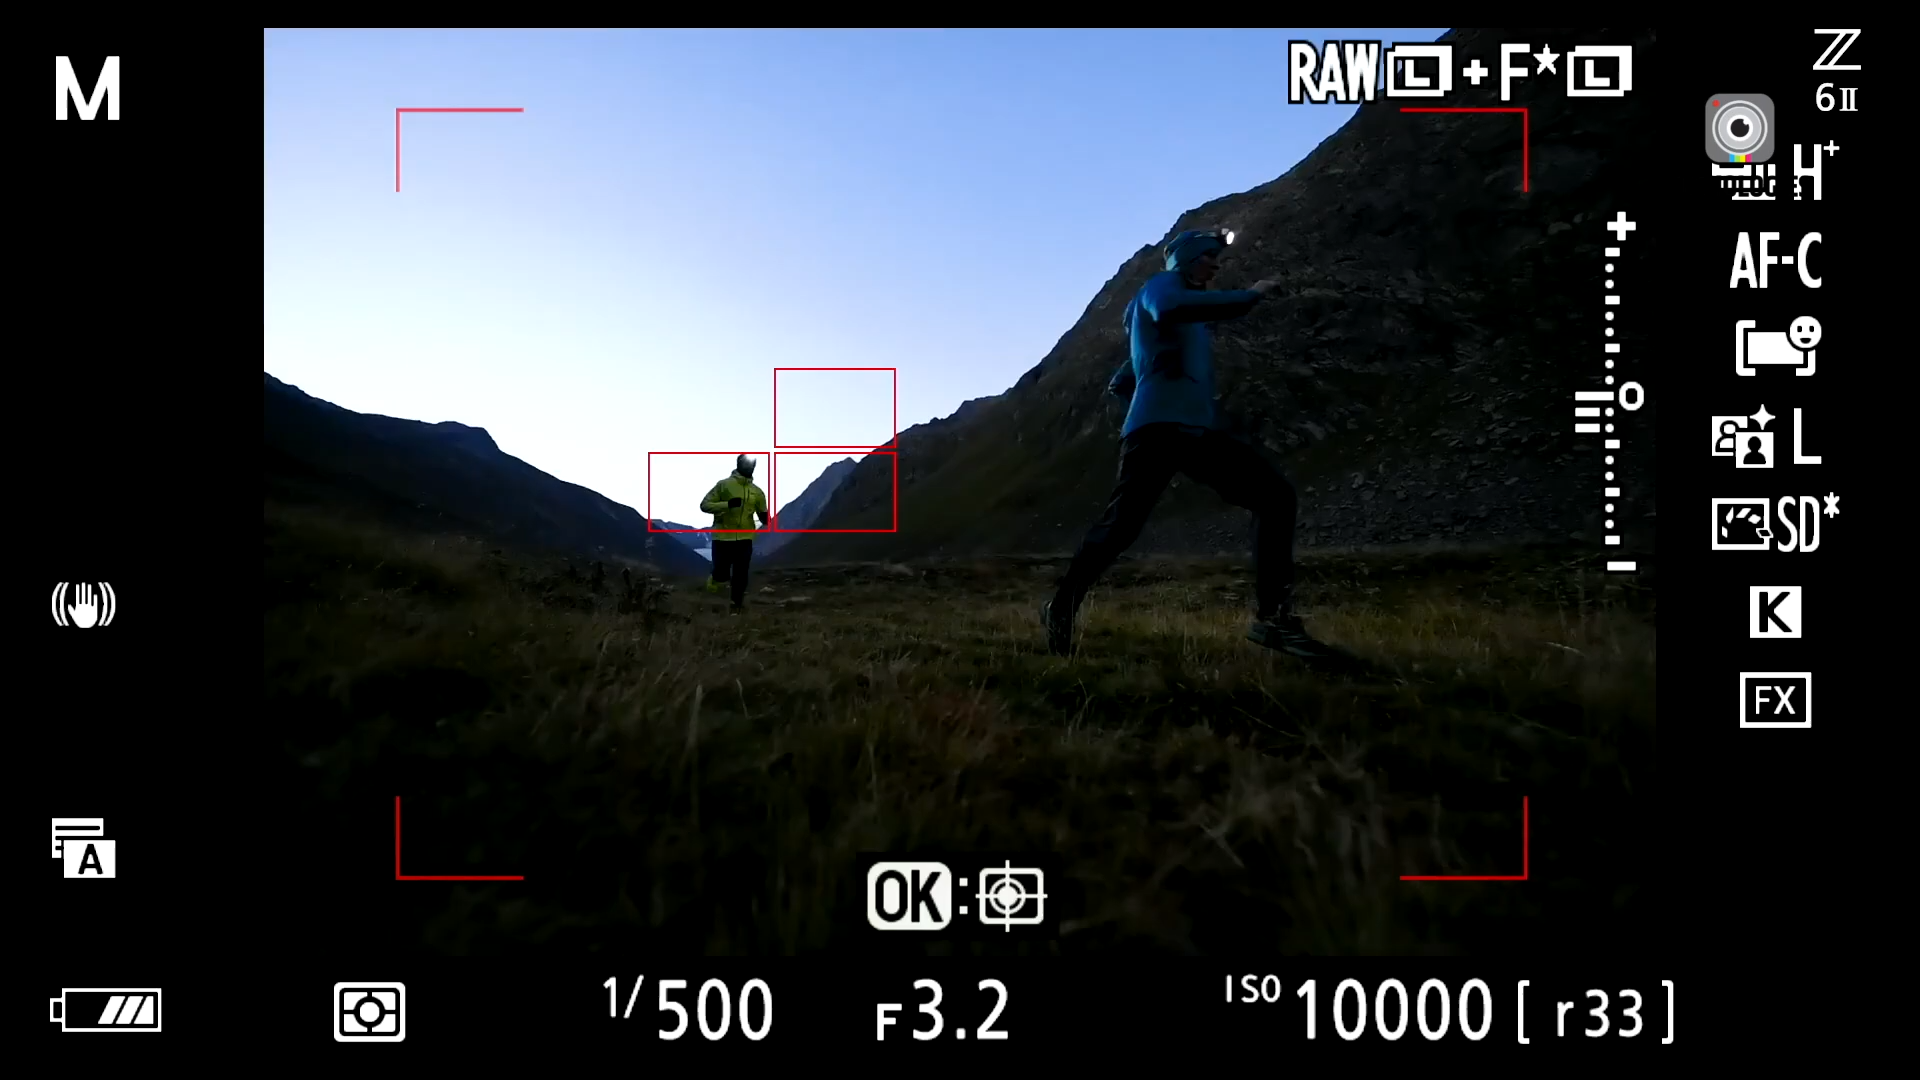 M
RAW L + F★ L
Z
6II
H+
AF-C
L
SD*
K
FX
A
OK:
1/500
F3.2
ISO 10000 [ r33 ]